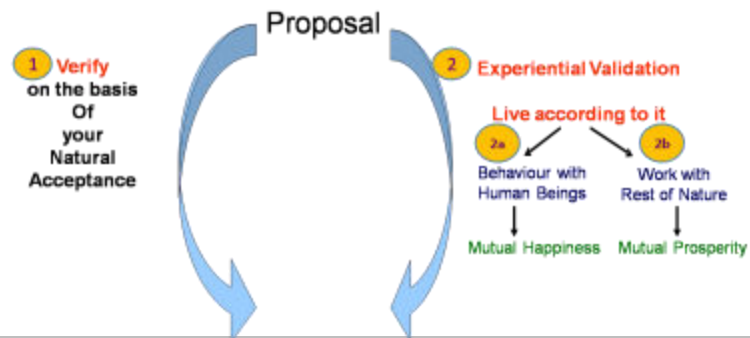 Proposal
1 Verify
on the basis
Of
your
Natural
Acceptance
2 Experiential Validation
Live according to it
2a
2b
Behaviour with
Human Beings
Work with
Rest of Nature
Mutual Happiness
Mutual Prosperity